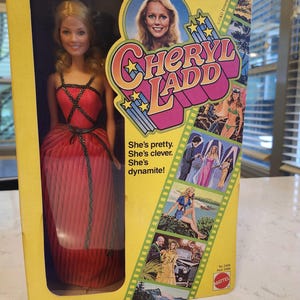 CHERYL
LADD
She's pretty.
She's clever.
She's
dynamite!
MATTEL